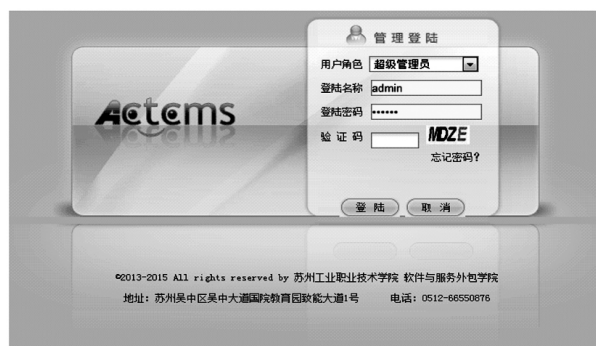 Actcms
管理登陆
用户角色 超级管理员
登陆名称 admin
登陆密码 ••••••
验证码 MDZE
忘记密码?
登陆 取消
©2013-2015 All rights reserved by 苏州工业职业技术学院 软件与服务外包学院
地址: 苏州吴中区吴中大道国院教育园致能大道1号 电话: 0512-66550876